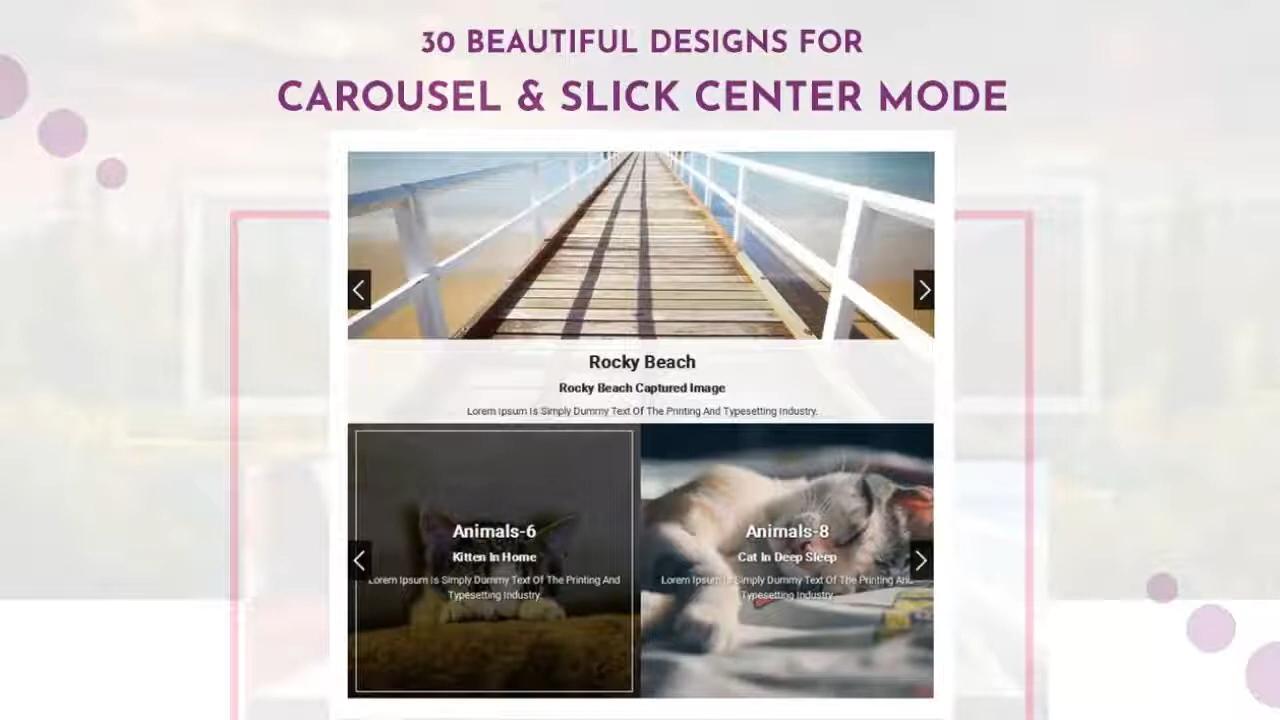 30 BEAUTIFUL DESIGNS FOR
CAROUSEL & SLICK CENTER MODE
Rocky Beach
Rocky Beach Captured Image
Lorem Ipsum Is Simply Dummy Text Of The Printing And Typesetting Industry.
Animals-6
Kitten In Home
Lorem Ipsum Is Simply Dummy Text Of The Printing And
Typesetting Industry.
Animals-8
Cat In Deep Sleep
Lorem Ipsum Is Simply Dummy Text Of The Printing And
Typesetting Industry.